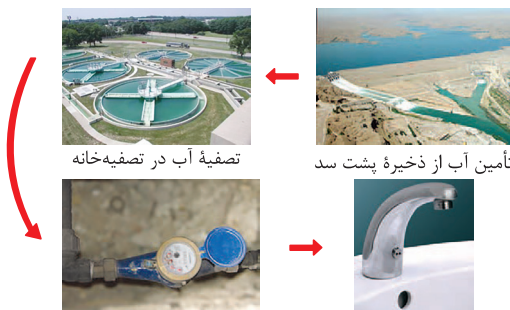 تأمین آب از ذخیرهٔ پشت سد
تصفیهٔ آب در تصفیه‌خانه